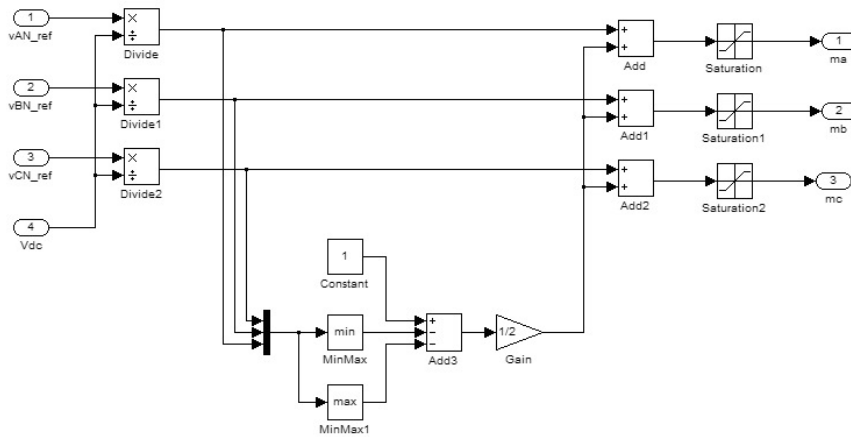 1
vAN_ref
×
÷
Divide
+
+
Add
Saturation
1
ma
2
vBN_ref
×
÷
Divide1
+
+
Add1
Saturation1
2
mb
3
vCN_ref
×
÷
Divide2
+
+
Add2
Saturation2
3
mc
4
Vdc
1
Constant
min
MinMax
+
−
−
Add3
1/2
Gain
max
MinMax1